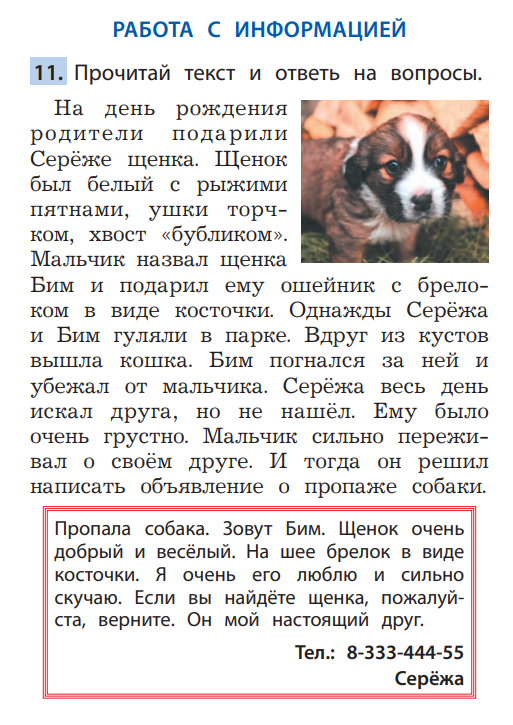 РАБОТА С ИНФОРМАЦИЕЙ
11. Прочитай текст и ответь на вопросы.
На день рождения
родители подарили
Серёже щенка. Щенок
был белый с рыжими
пятнами, ушки торч-
ком, хвост «бубликом».
Мальчик назвал щенка
Бим и подарил ему ошейник с брело-
ком в виде косточки. Однажды Серёжа
и Бим гуляли в парке. Вдруг из кустов
вышла кошка. Бим погнался за ней и
убежал от мальчика. Серёжа весь день
искал друга, но не нашёл. Ему было
очень грустно. Мальчик сильно пережи-
вал о своём друге. И тогда он решил
написать объявление о пропаже собаки.
Пропала собака. Зовут Бим. Щенок очень
добрый и весёлый. На шее брелок в виде
косточки. Я очень его люблю и сильно
скучаю. Если вы найдёте щенка, пожалуй-
ста, верните. Он мой настоящий друг.
Тел.: 8-333-444-55
Серёжа